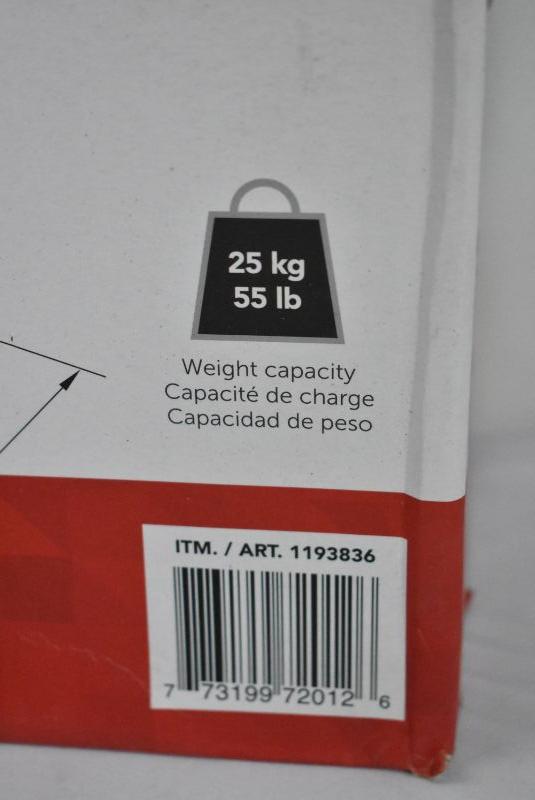 25 kg
55 lb
Weight capacity
Capacité de charge
Capacidad de peso
ITM. / ART. 1193836
7 73199 72012 6